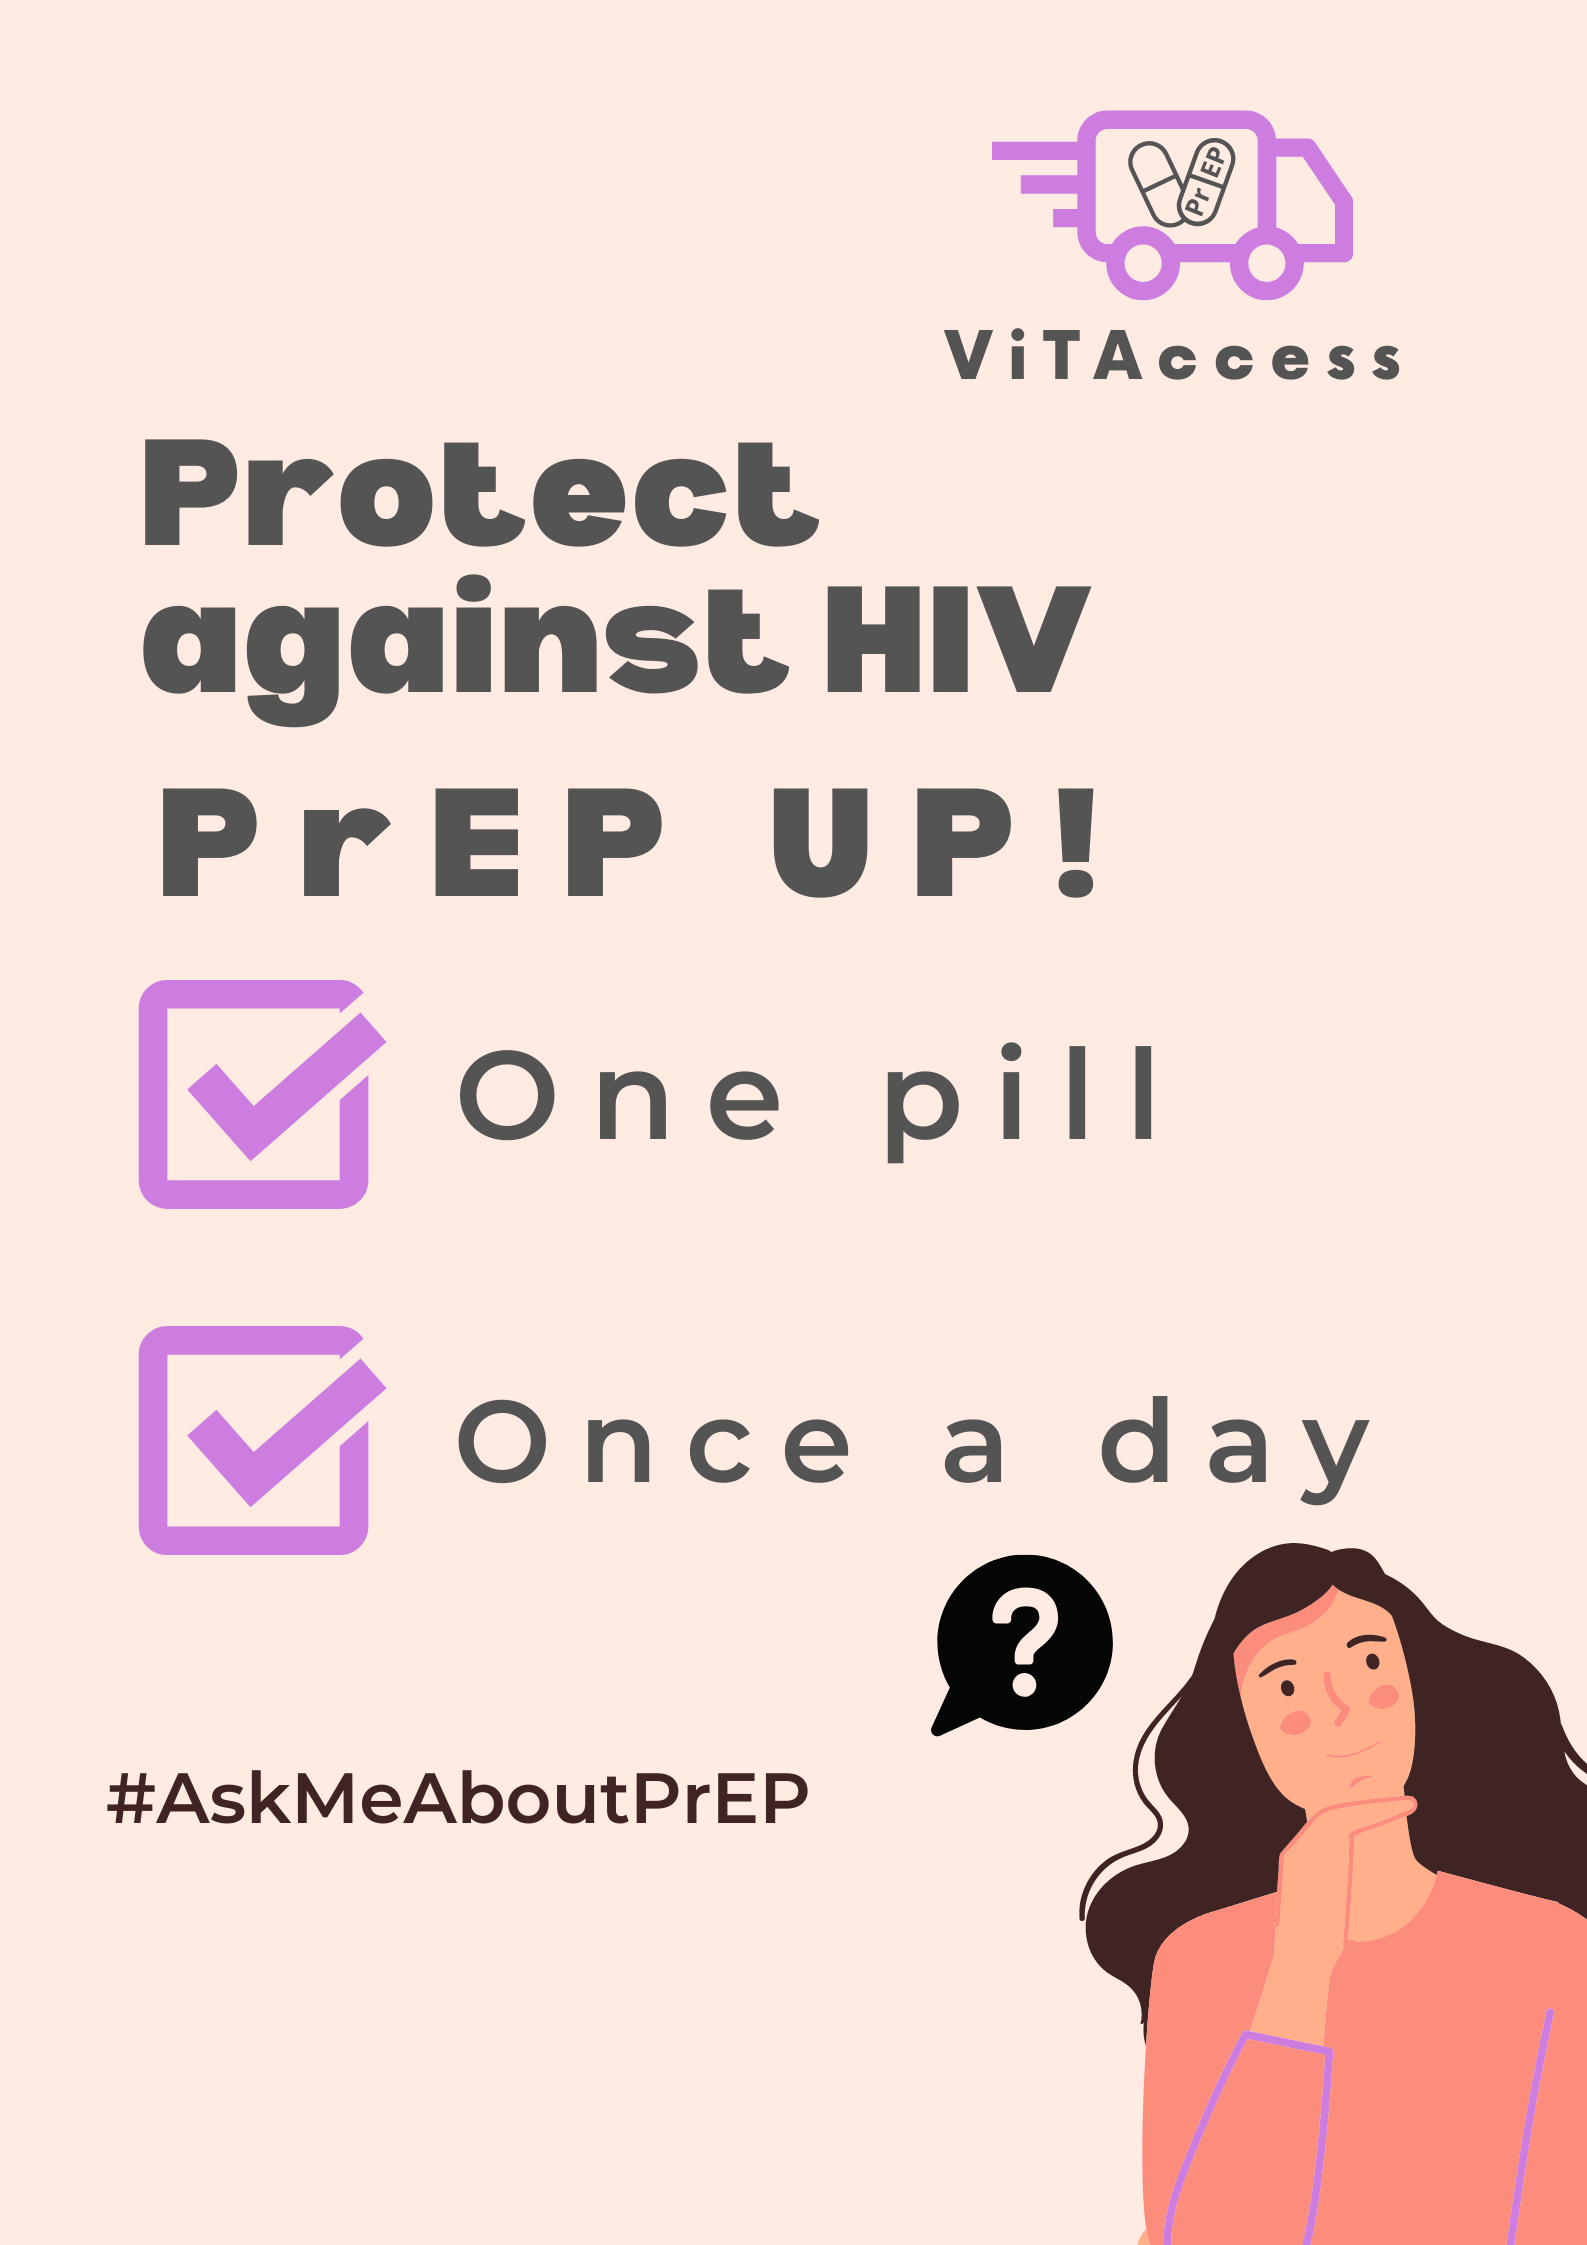 PrEP
ViTAccess
Protect
against HIV
PrEP UP!
One pill
Once a day
?
#AskMeAboutPrEP